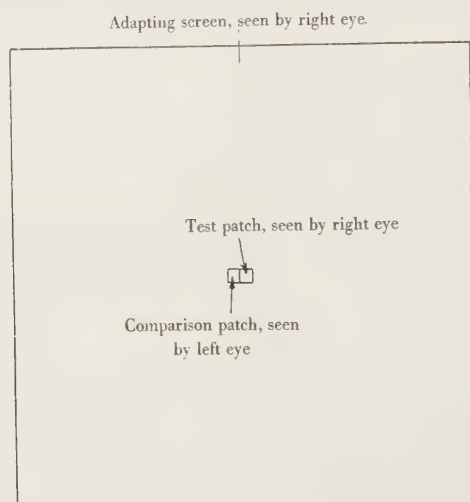 Adapting screen, seen by right eye.
Test patch, seen by right eye
Comparison patch, seen
by left eye